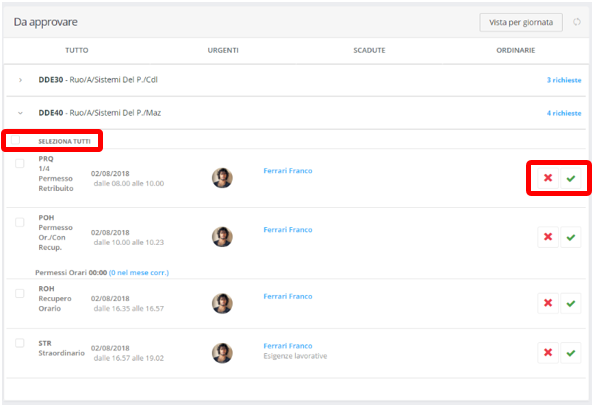 Da approvare
Vista per giornata
TUTTO URGENTI SCADUTE ORDINARIE
DDE30 - Ruo/A/Sistemi Del P./Cdl
3 richieste
DDE40 - Ruo/A/Sistemi Del P./Maz
4 richieste
SELEZIONA TUTTI
PRQ
1/4
Permesso
Retribuito
02/08/2018
dalle 08.00 alle 10.00
Ferrari Franco
POH
Permesso
Or./Con
Recup.
02/08/2018
dalle 10.00 alle 10.23
Ferrari Franco
Permessi Orari 00:00 (0 nel mese corr.)
ROH
Recupero
Orario
02/08/2018
dalle 16.35 alle 16.57
Ferrari Franco
STR
Straordinario
02/08/2018
dalle 16.57 alle 19.02
Ferrari Franco
Esigenze lavorative